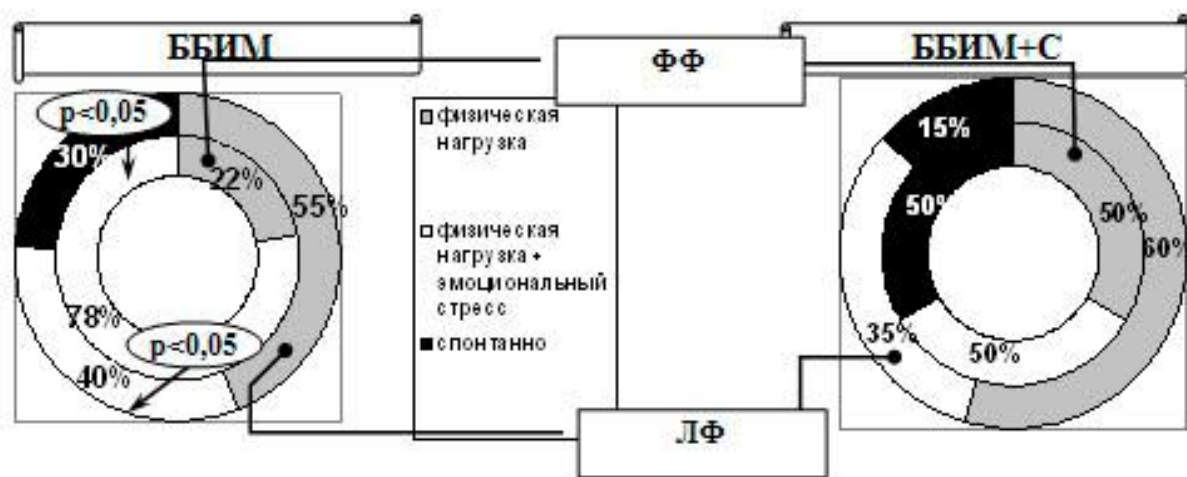 ББИМ
ФФ
ББИМ+С
p<0,05
30%
22%
55%
78%
p<0,05
40%
физическая
нагрузка
физическая
нагрузка +
эмоциональный
стресс
спонтанно
15%
50%
50%
60%
35%
50%
ЛФ